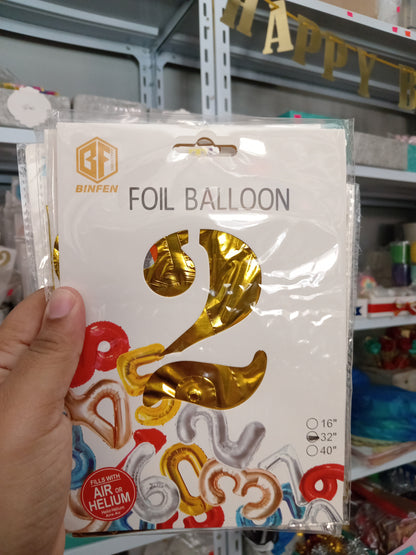 HAPPY B
BF
BINFEN
FOIL BALLOON
2
16"
32"
40"
FILLS WITH
AIR OR
HELIUM